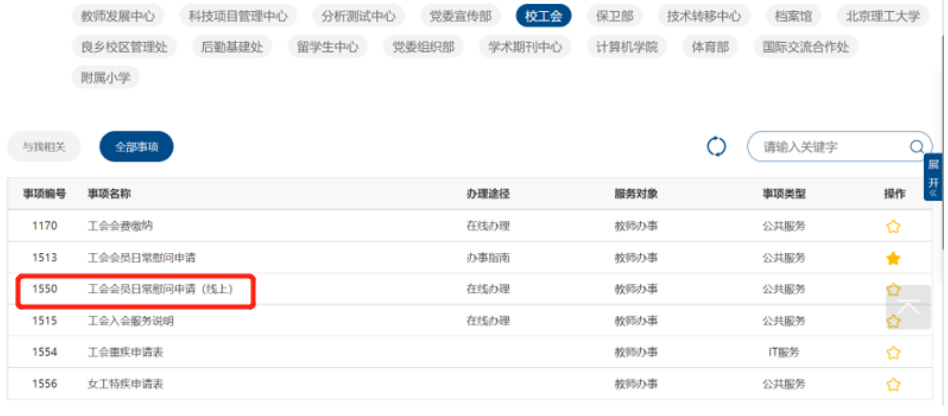 教师发展中心 科技项目管理中心 分析测试中心 党委宣传部 校工会 保卫部 技术转移中心 档案馆 北京理工大学
良乡校区管理处 后勤基建处 留学生中心 党委组织部 学术期刊中心 计算机学院 体育部 国际交流合作处
附属小学
与我相关 全部事项 请输入关键字
展开
事项编号 事项名称 办理途径 服务对象 事项类型 操作
1170 工会会费缴纳 在线办理 教师办事 公共服务
1513 工会会员日常慰问申请 办事指南 教师办事 公共服务
1550 工会会员日常慰问申请（线上） 在线办理 教师办事 公共服务
1515 工会入会服务说明 在线办理 教师办事 公共服务
1554 工会重疾申请表 教师办事 IT服务
1556 女工特疾申请表 教师办事 公共服务